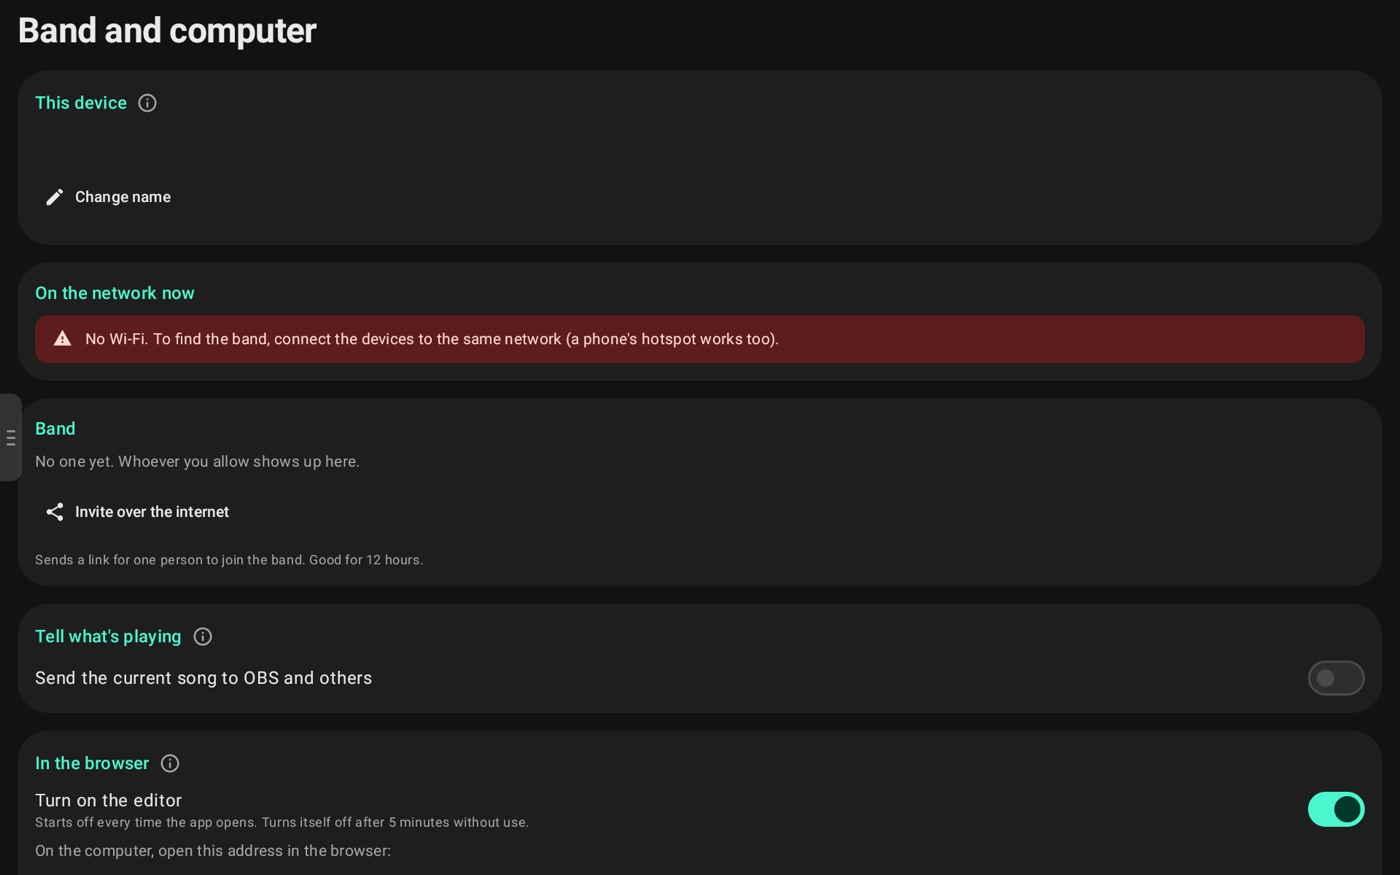 Band and computer
This device
Change name
On the network now
No Wi-Fi. To find the band, connect the devices to the same network (a phone's hotspot works too).
Band
No one yet. Whoever you allow shows up here.
Invite over the internet
Sends a link for one person to join the band. Good for 12 hours.
Tell what's playing
Send the current song to OBS and others
In the browser
Turn on the editor
Starts off every time the app opens. Turns itself off after 5 minutes without use.
On the computer, open this address in the browser: